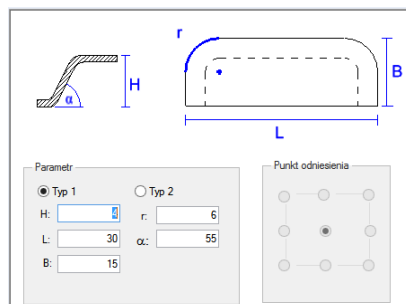 r
H
α
B
L
Parametr
Typ 1
Typ 2
H: 4
r: 6
L: 30
α: 55
B: 15
Punkt odniesienia